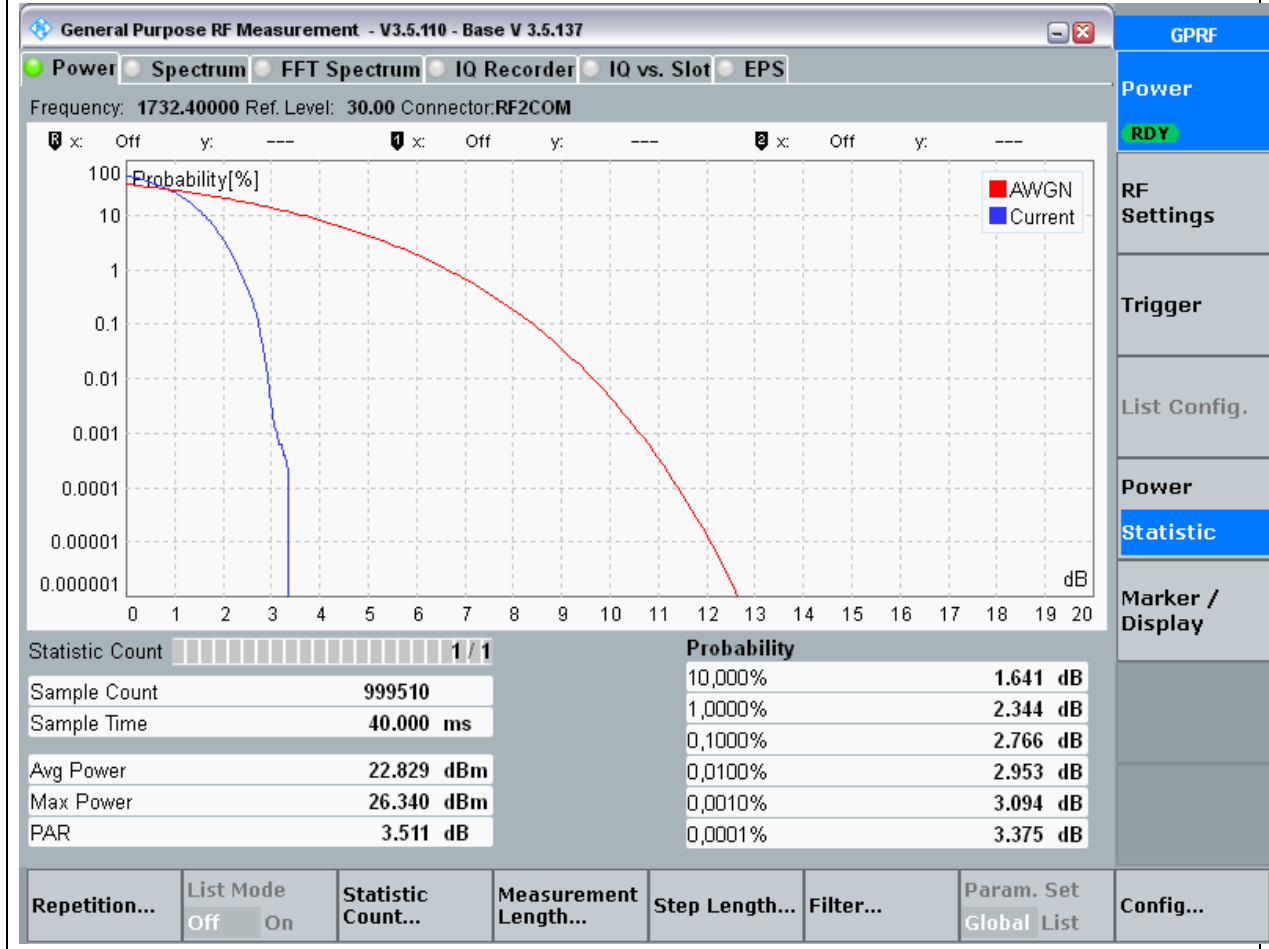 General Purpose RF Measurement - V3.5.110 - Base V 3.5.137
GPRF
Power Spectrum FFT Spectrum IQ Recorder IQ vs. Slot EPS
Frequency: 1732.40000 Ref. Level: 30.00 Connector:RF2COM
R x: Off y: --- 1 x: Off y: --- 2 x: Off y: ---
Probability[%]
AWGN
Current
100
10
1
0.1
0.01
0.001
0.0001
0.00001
0.000001
dB
0 1 2 3 4 5 6 7 8 9 10 11 12 13 14 15 16 17 18 19 20
Statistic Count 1 / 1
Sample Count 999510
Sample Time 40.000 ms
Avg Power 22.829 dBm
Max Power 26.340 dBm
PAR 3.511 dB
Probability
10,000% 1.641 dB
1,0000% 2.344 dB
0,1000% 2.766 dB
0,0100% 2.953 dB
0,0010% 3.094 dB
0,0001% 3.375 dB
Power
RDY
RF
Settings
Trigger
List Config.
Power
Statistic
Marker /
Display
Repetition...
List Mode
Off On
Statistic
Count...
Measurement
Length...
Step Length...
Filter...
Param. Set
Global List
Config...